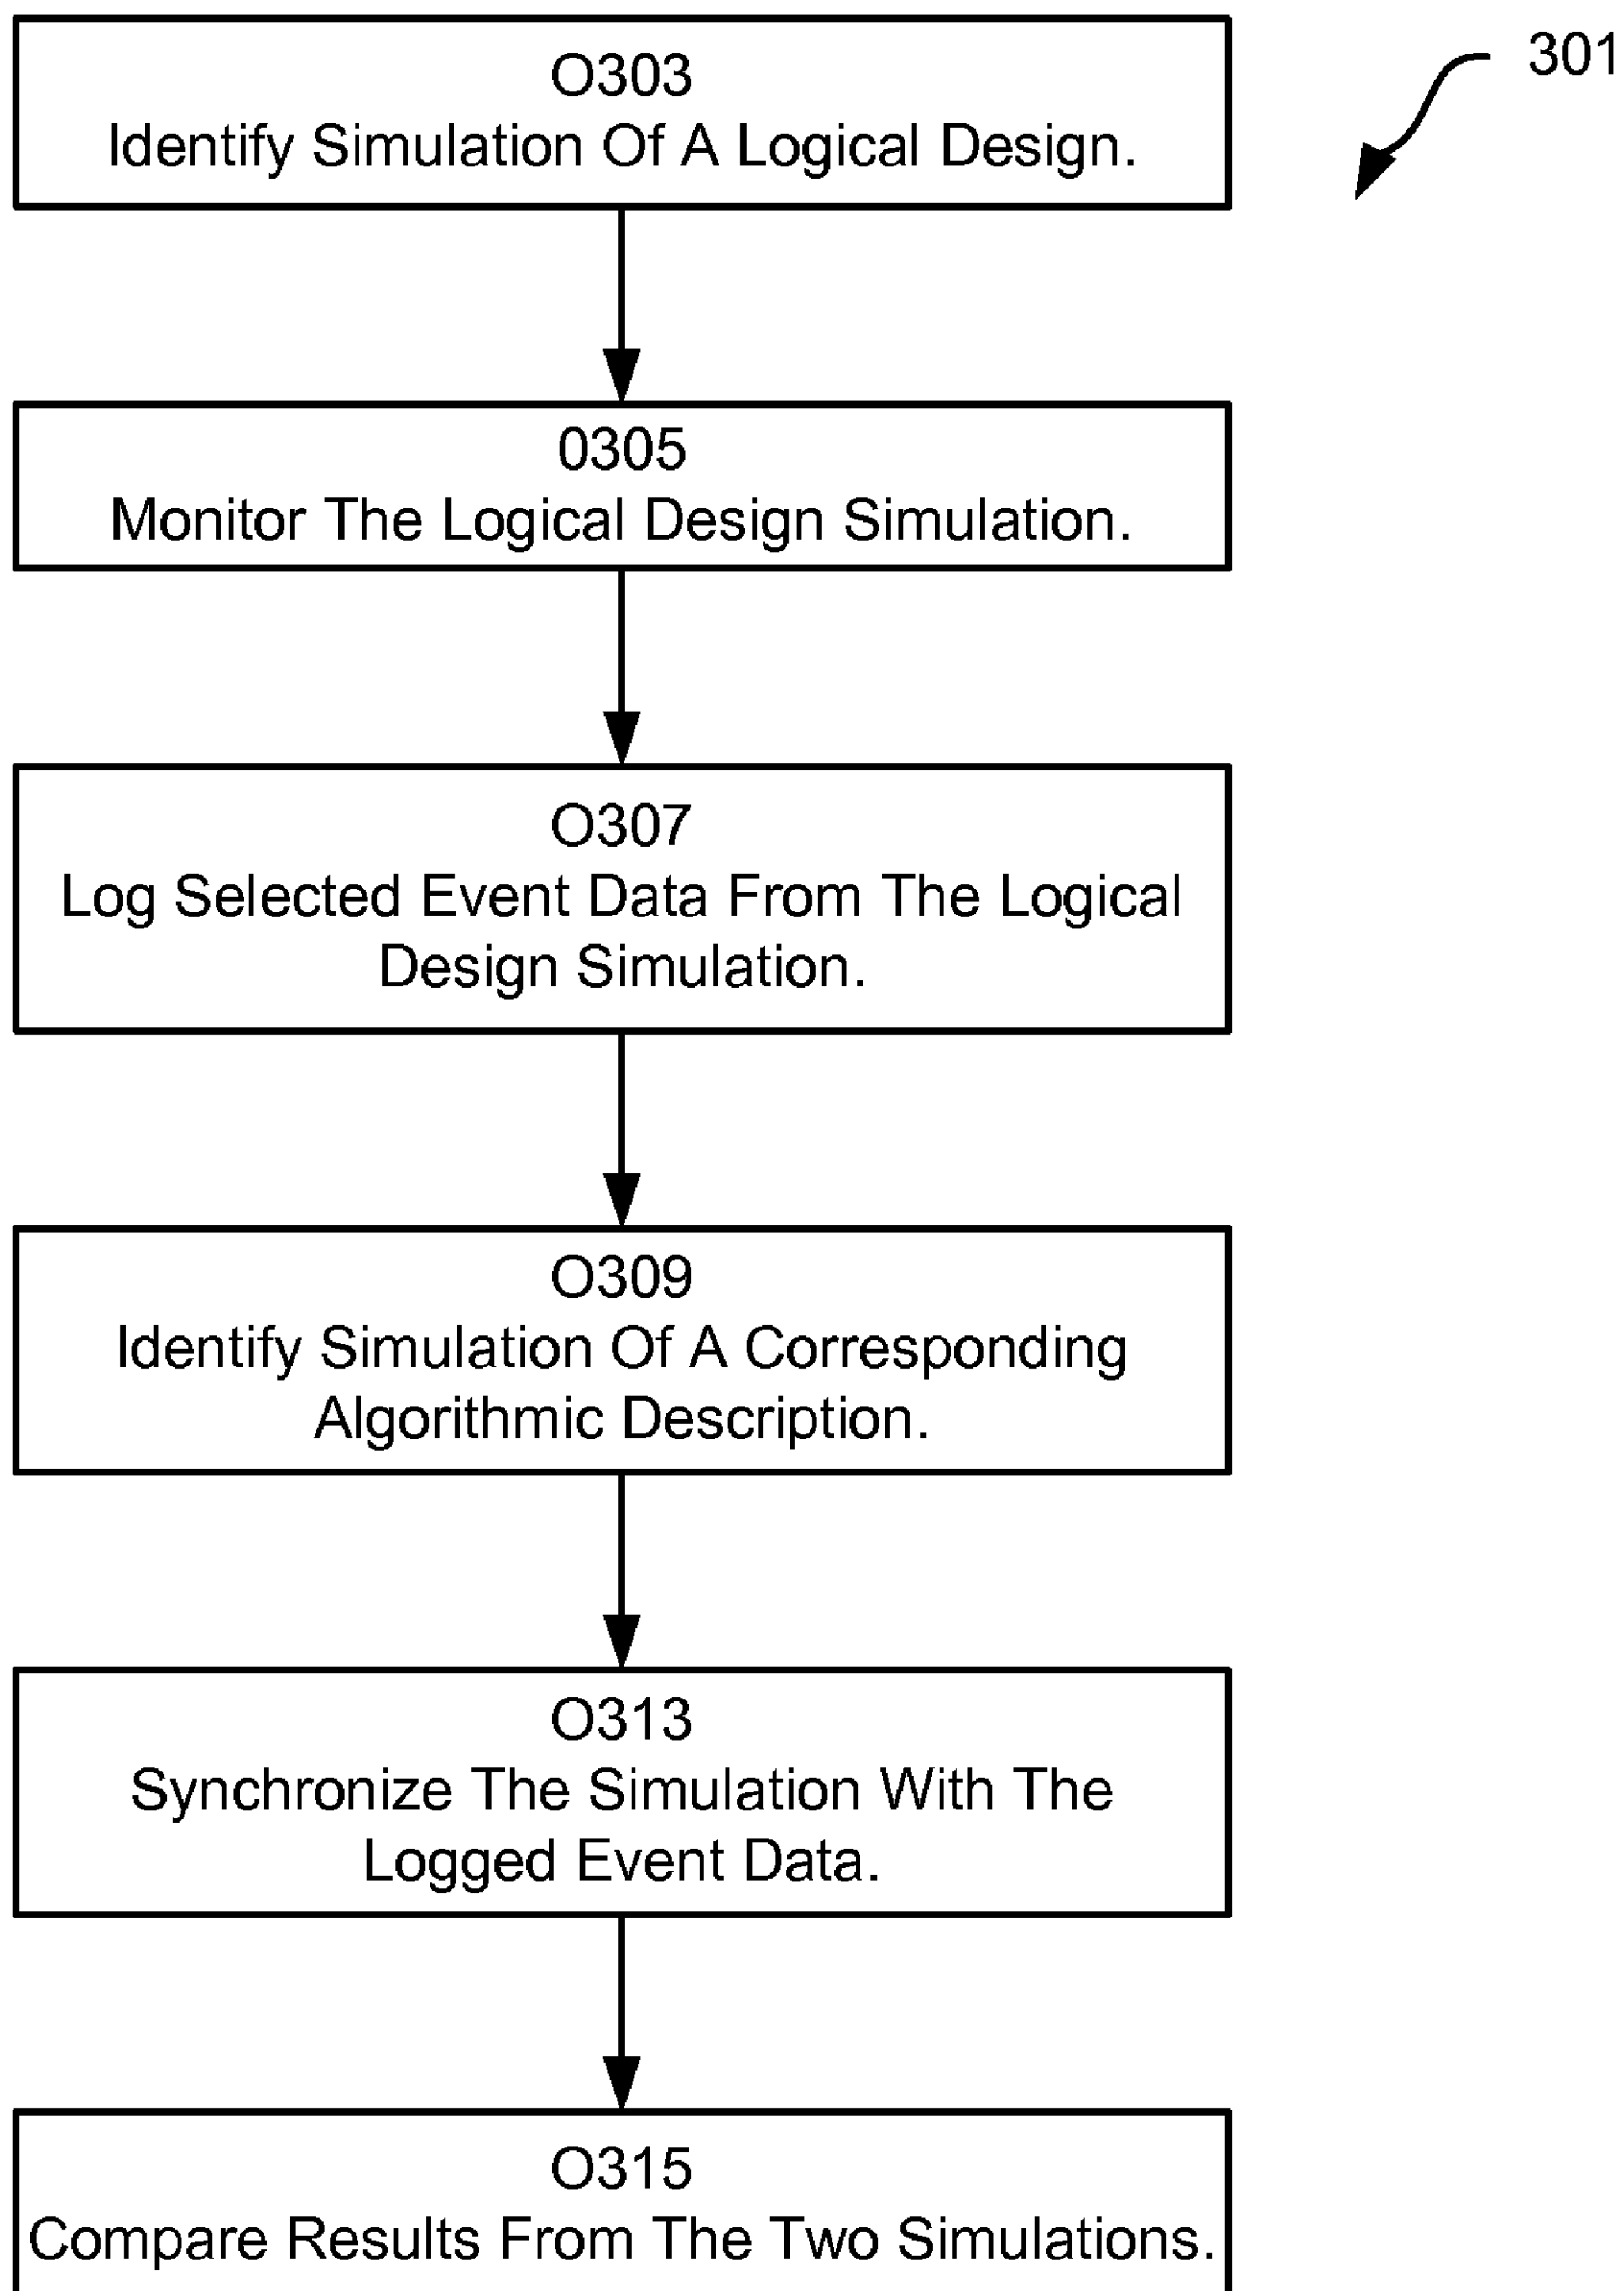 O303
Identify Simulation Of A Logical Design.
301
0305
Monitor The Logical Design Simulation.
O307
Log Selected Event Data From The Logical
Design Simulation.
O309
Identify Simulation Of A Corresponding
Algorithmic Description.
O313
Synchronize The Simulation With The
Logged Event Data.
O315
Compare Results From The Two Simulations.